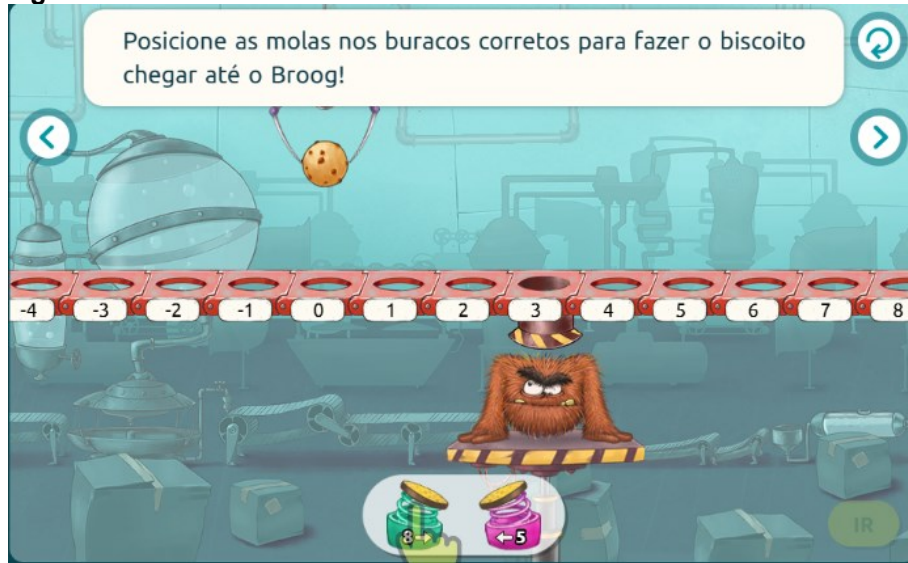 Posicione as molas nos buracos corretos para fazer o biscoito
chegar até o Broog!
-4 -3 -2 -1 0 1 2 3 4 5 6 7 8
8→ ←5
IR